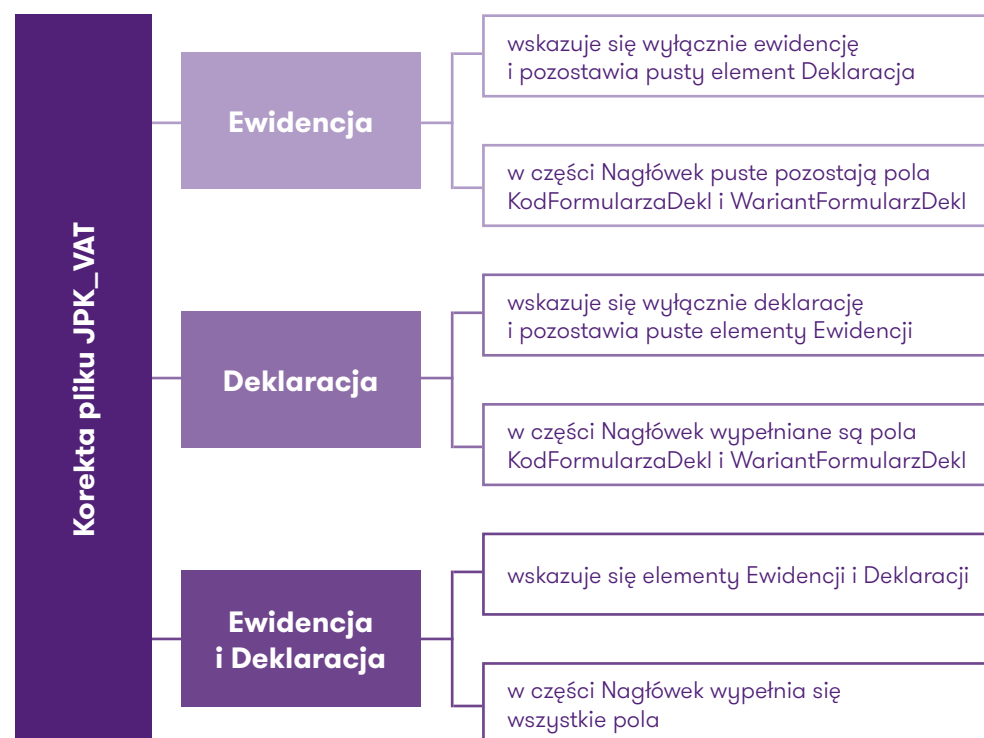 Korekta pliku JPK_VAT
Ewidencja
wskazuje się wyłącznie ewidencję
i pozostawia pusty element Deklaracja
w części Nagłówek puste pozostają pola
KodFormularzaDekl i WariantFormularzDekl
Deklaracja
wskazuje się wyłącznie deklarację
i pozostawia puste elementy Ewidencji
w części Nagłówek wypełniane są pola
KodFormularzaDekl i WariantFormularzDekl
Ewidencja
i Deklaracja
wskazuje się elementy Ewidencji i Deklaracji
w części Nagłówek wypełnia się
wszystkie pola